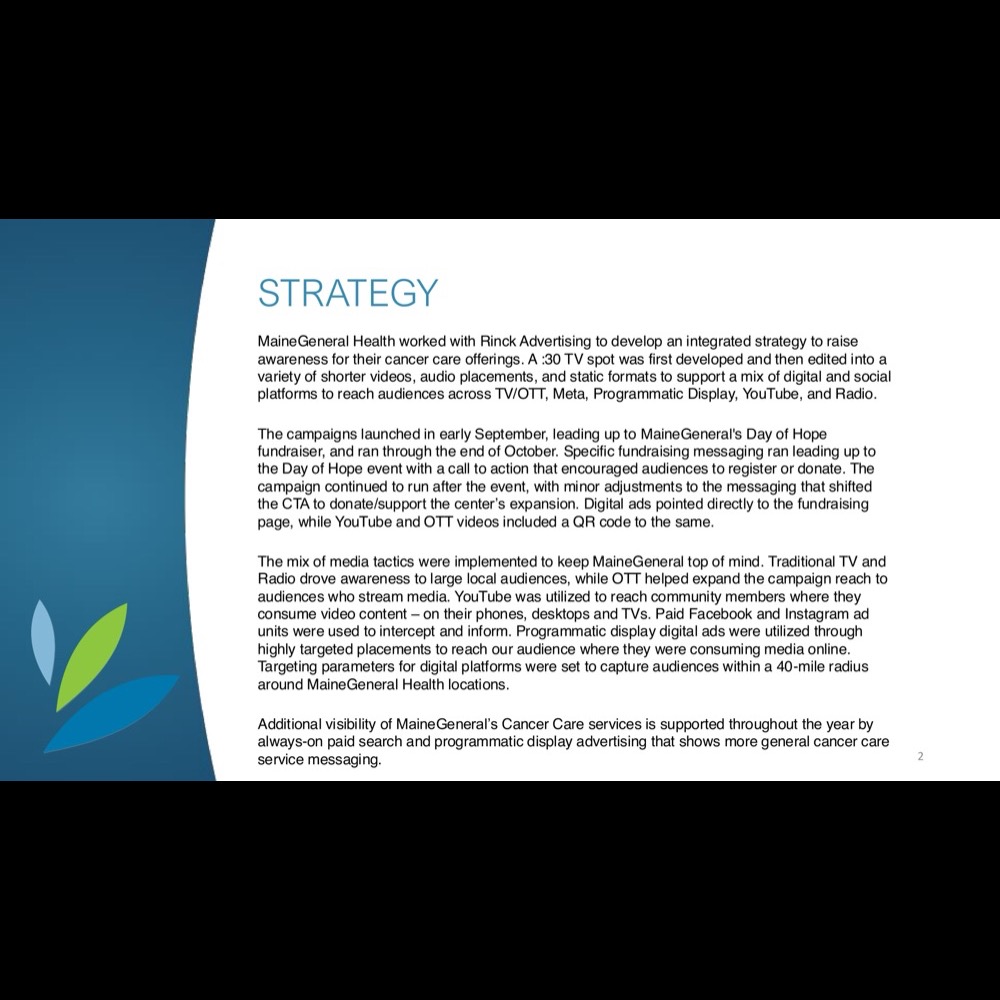 STRATEGY
MaineGeneral Health worked with Rinck Advertising to develop an integrated strategy to raise
awareness for their cancer care offerings. A :30 TV spot was first developed and then edited into a
variety of shorter videos, audio placements, and static formats to support a mix of digital and social
platforms to reach audiences across TV/OTT, Meta, Programmatic Display, YouTube, and Radio.
The campaigns launched in early September, leading up to MaineGeneral's Day of Hope
fundraiser, and ran through the end of October. Specific fundraising messaging ran leading up to
the Day of Hope event with a call to action that encouraged audiences to register or donate. The
campaign continued to run after the event, with minor adjustments to the messaging that shifted
the CTA to donate/support the center’s expansion. Digital ads pointed directly to the fundraising
page, while YouTube and OTT videos included a QR code to the same.
The mix of media tactics were implemented to keep MaineGeneral top of mind. Traditional TV and
Radio drove awareness to large local audiences, while OTT helped expand the campaign reach to
audiences who stream media. YouTube was utilized to reach community members where they
consume video content – on their phones, desktops and TVs. Paid Facebook and Instagram ad
units were used to intercept and inform. Programmatic display digital ads were utilized through
highly targeted placements to reach our audience where they were consuming media online.
Targeting parameters for digital platforms were set to capture audiences within a 40-mile radius
around MaineGeneral Health locations.
Additional visibility of MaineGeneral’s Cancer Care services is supported throughout the year by
always-on paid search and programmatic display advertising that shows more general cancer care
service messaging.
2